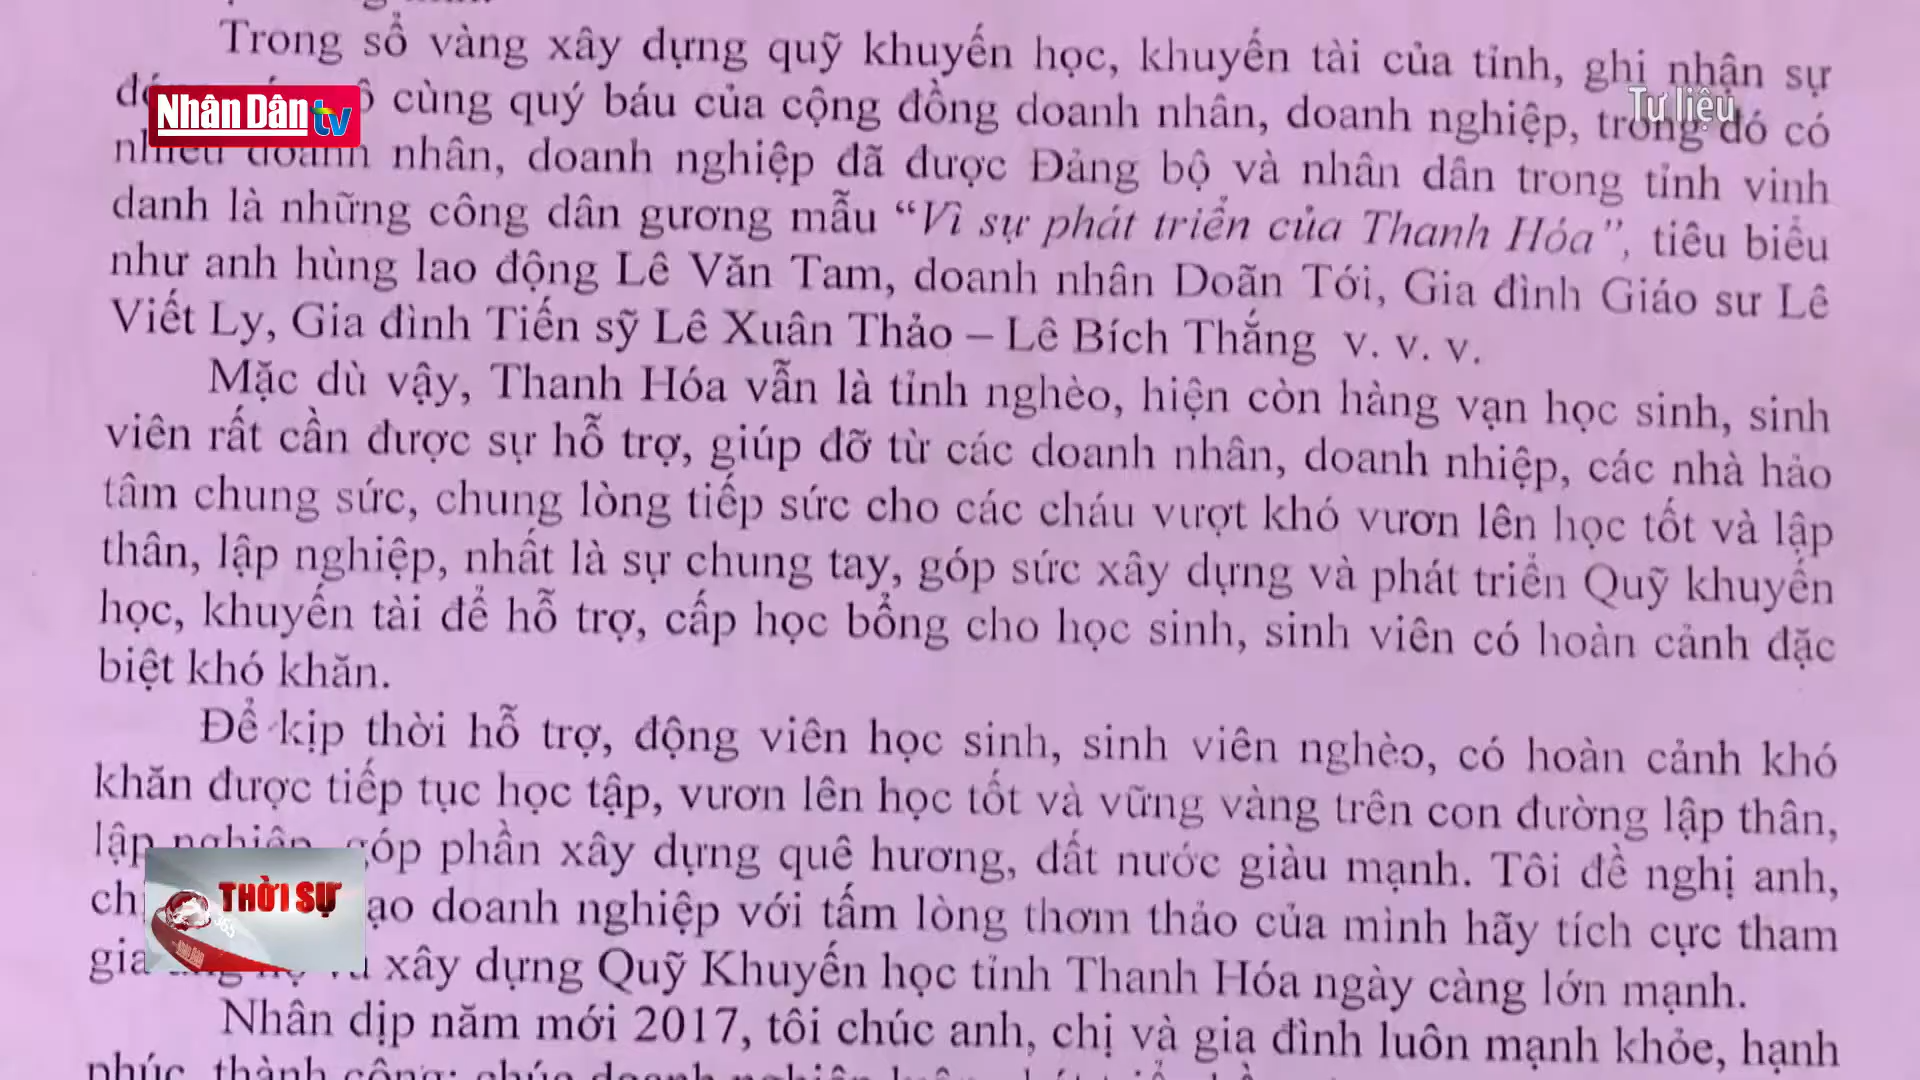 Trong sổ vàng xây dựng quỹ khuyến học, khuyến tài của tỉnh, ghi nhận sự
cùng quý báu của cộng đồng doanh nhân, doanh nghiệp, trong đó có
Nhân Dân tv
Tư liệu
nhiều doanh nhân, doanh nghiệp đã được Đảng bộ và nhân dân trong tỉnh vinh
danh là những công dân gương mẫu “Vì sự phát triển của Thanh Hóa”, tiêu biểu
như anh hùng lao động Lê Văn Tam, doanh nhân Doãn Tới, Gia đình Giáo sư Lê
Viết Ly, Gia đình Tiến sỹ Lê Xuân Thảo – Lê Bích Thắng v. v. v.
Mặc dù vậy, Thanh Hóa vẫn là tỉnh nghèo, hiện còn hàng vạn học sinh, sinh
viên rất cần được sự hỗ trợ, giúp đỡ từ các doanh nhân, doanh nhiệp, các nhà hảo
tâm chung sức, chung lòng tiếp sức cho các cháu vượt khó vươn lên học tốt và lập
thân, lập nghiệp, nhất là sự chung tay, góp sức xây dựng và phát triển Quỹ khuyến
học, khuyến tài để hỗ trợ, cấp học bổng cho học sinh, sinh viên có hoàn cảnh đặc
biệt khó khăn.
Để kịp thời hỗ trợ, động viên học sinh, sinh viên nghèo, có hoàn cảnh khó
khăn được tiếp tục học tập, vươn lên học tốt và vững vàng trên con đường lập thân,
lập nghiệp, góp phần xây dựng quê hương, đất nước giàu mạnh. Tôi đề nghị anh,
doanh nghiệp với tấm lòng thơm thảo của mình hãy tích cực tham
gia xây dựng Quỹ Khuyến học tỉnh Thanh Hóa ngày càng lớn mạnh.
THỜI SỰ
365
NHÂN DÂN
Nhân dịp năm mới 2017, tôi chúc anh, chị và gia đình luôn mạnh khỏe, hạnh
phúc, thành công; chúc doanh nghiệp